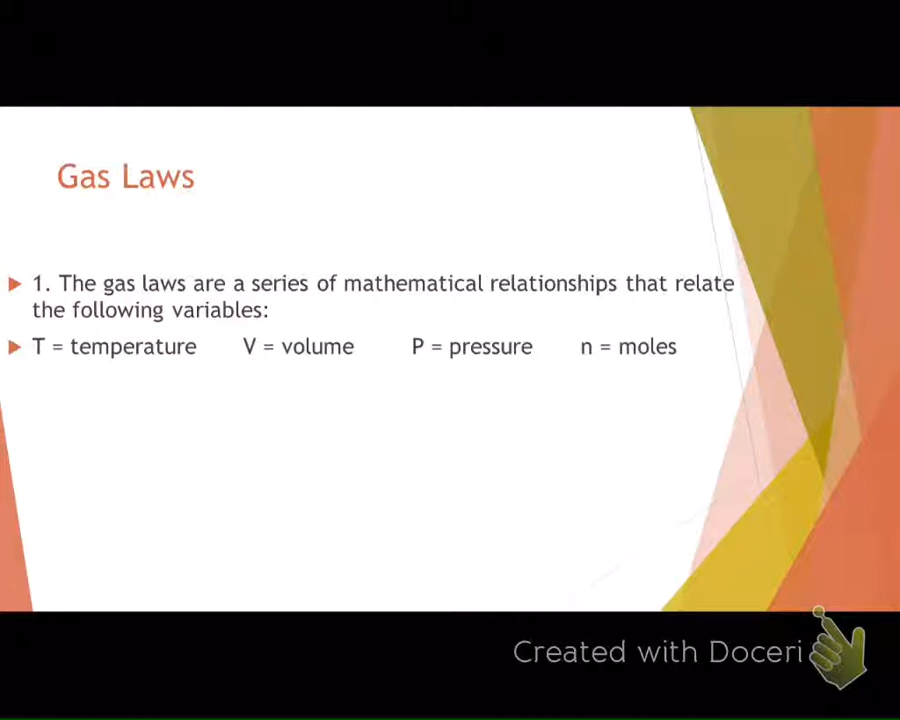 Gas Laws
1. The gas laws are a series of mathematical relationships that relate
the following variables:
T = temperature V = volume P = pressure n = moles
Created with Doceri